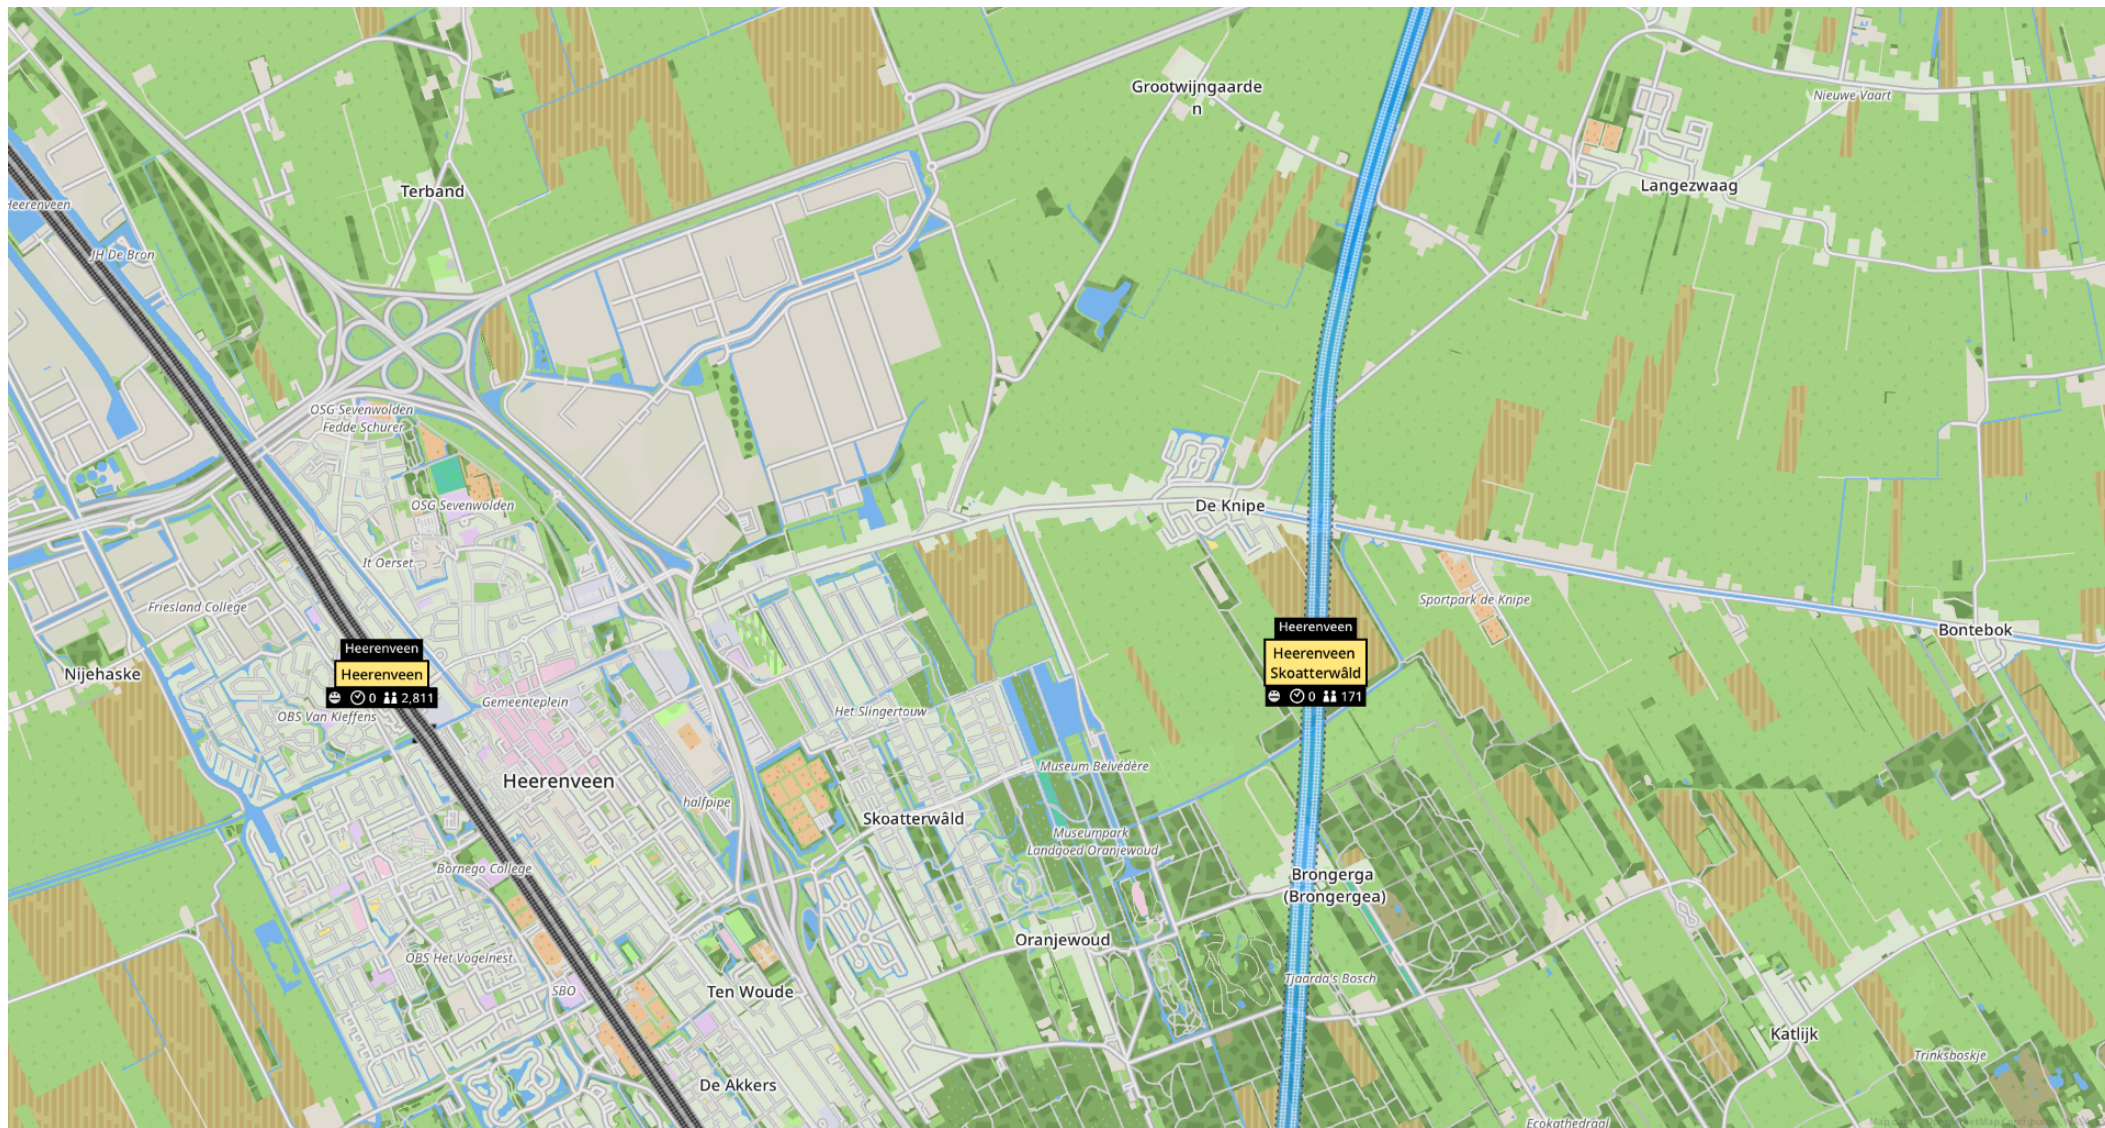 Grootwijngaarde
n
Nieuwe Vaart
Terband
Langezwaag
Heerenveen
JH De Bron
OSG Sevenwolden
Fedde Schurer
OSG Sevenwolden
De Knipe
It Oerset
Friesland College
Sportpark de Knipe
Bontebok
Heerenveen
Heerenveen
0 2,811
Heerenveen
Heerenveen
Skoatterwâld
0 171
Nijehaske
OBS Van Kleffens
Gemeenteplein
Het Slingertouw
Museum Belvédère
Heerenveen
halfpipe
Skoatterwâld
Museumpark
Landgoed Oranjewoud
Bornego College
Brongerga
(Brongergea)
Oranjewoud
OBS Het Vogelnest
Tjaarda's Bosch
SBO
Ten Woude
Katlijk
Trinksboskje
De Akkers
Ecokathedraal